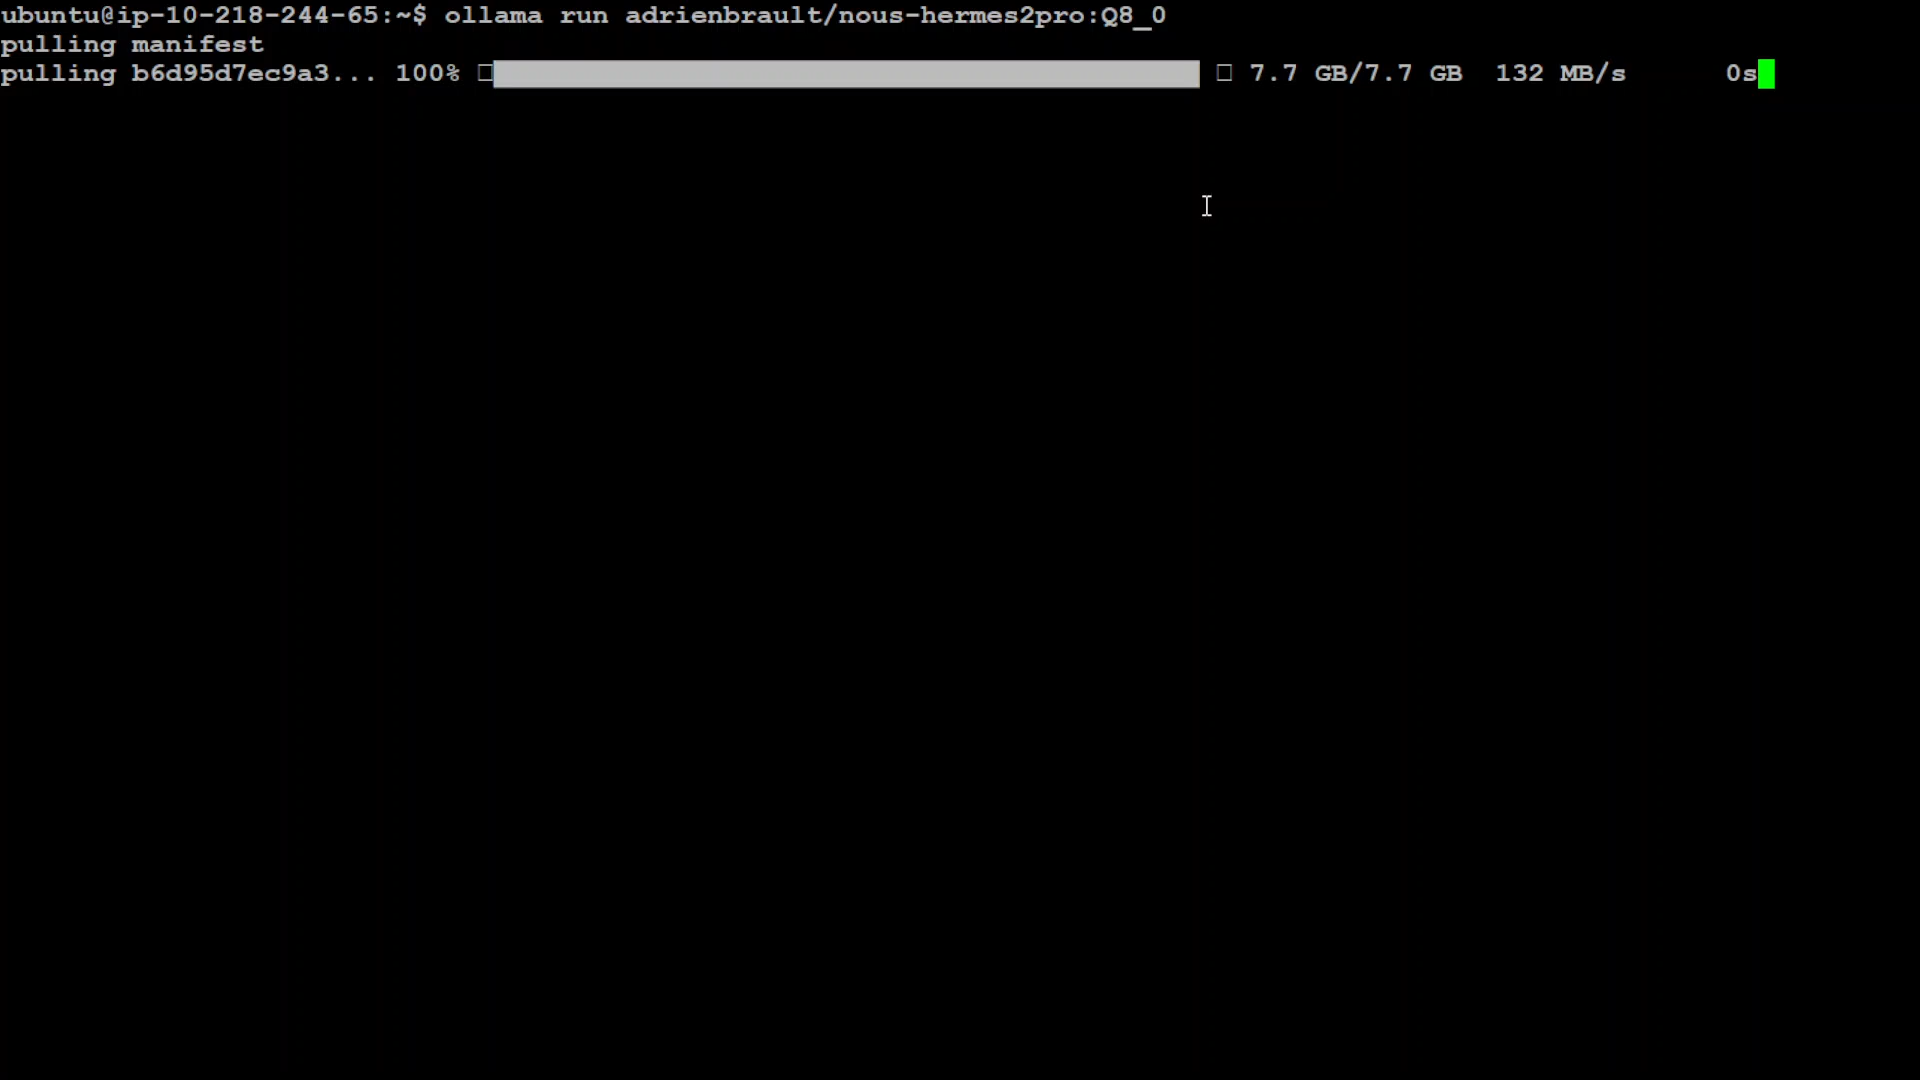 ubuntu@ip-10-218-244-65:~$ ollama run adrienbrault/nous-hermes2pro:Q8_0
pulling manifest
pulling b6d95d7ec9a3... 100% 7.7 GB/7.7 GB 132 MB/s 0s